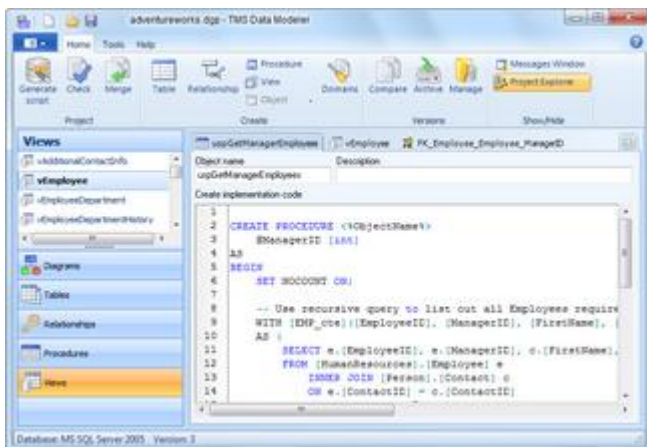 adventureworks.dgp - TMS Data Modeler
Home Tools Help
Generate script
Check
Merge
Table
Relationship
Procedure
View
Object
Domains
Compare
Archive
Manage
Messages Window
Project Explorer
Project
Create
Versions
Show/Hide
Views
vAdditionalContactInfo
vEmployee
vEmployeeDepartment
vEmployeeDepartmentHistory
Diagrams
Tables
Relationships
Procedures
Views
uspGetManagerEmployees vEmployee FK_Employee_Employee_ManagerID
Object name Description
uspGetManagerEmployees
Create implementation code
1
2 CREATE PROCEDURE <%ObjectName%>
3 @ManagerID [int]
4 AS
5 BEGIN
6 SET NOCOUNT ON;
7
8 -- Use recursive query to list out all Employees require
9 WITH [EMP_cte]([EmployeeID], [ManagerID], [FirstName], [
10 AS (
11 SELECT e.[EmployeeID], e.[ManagerID], c.[FirstName],
12 FROM [HumanResources].[Employee] e
13 INNER JOIN [Person].[Contact] c
14 ON e.[ContactID] = c.[ContactID]
Database: MS SQL Server 2005 Version: 3